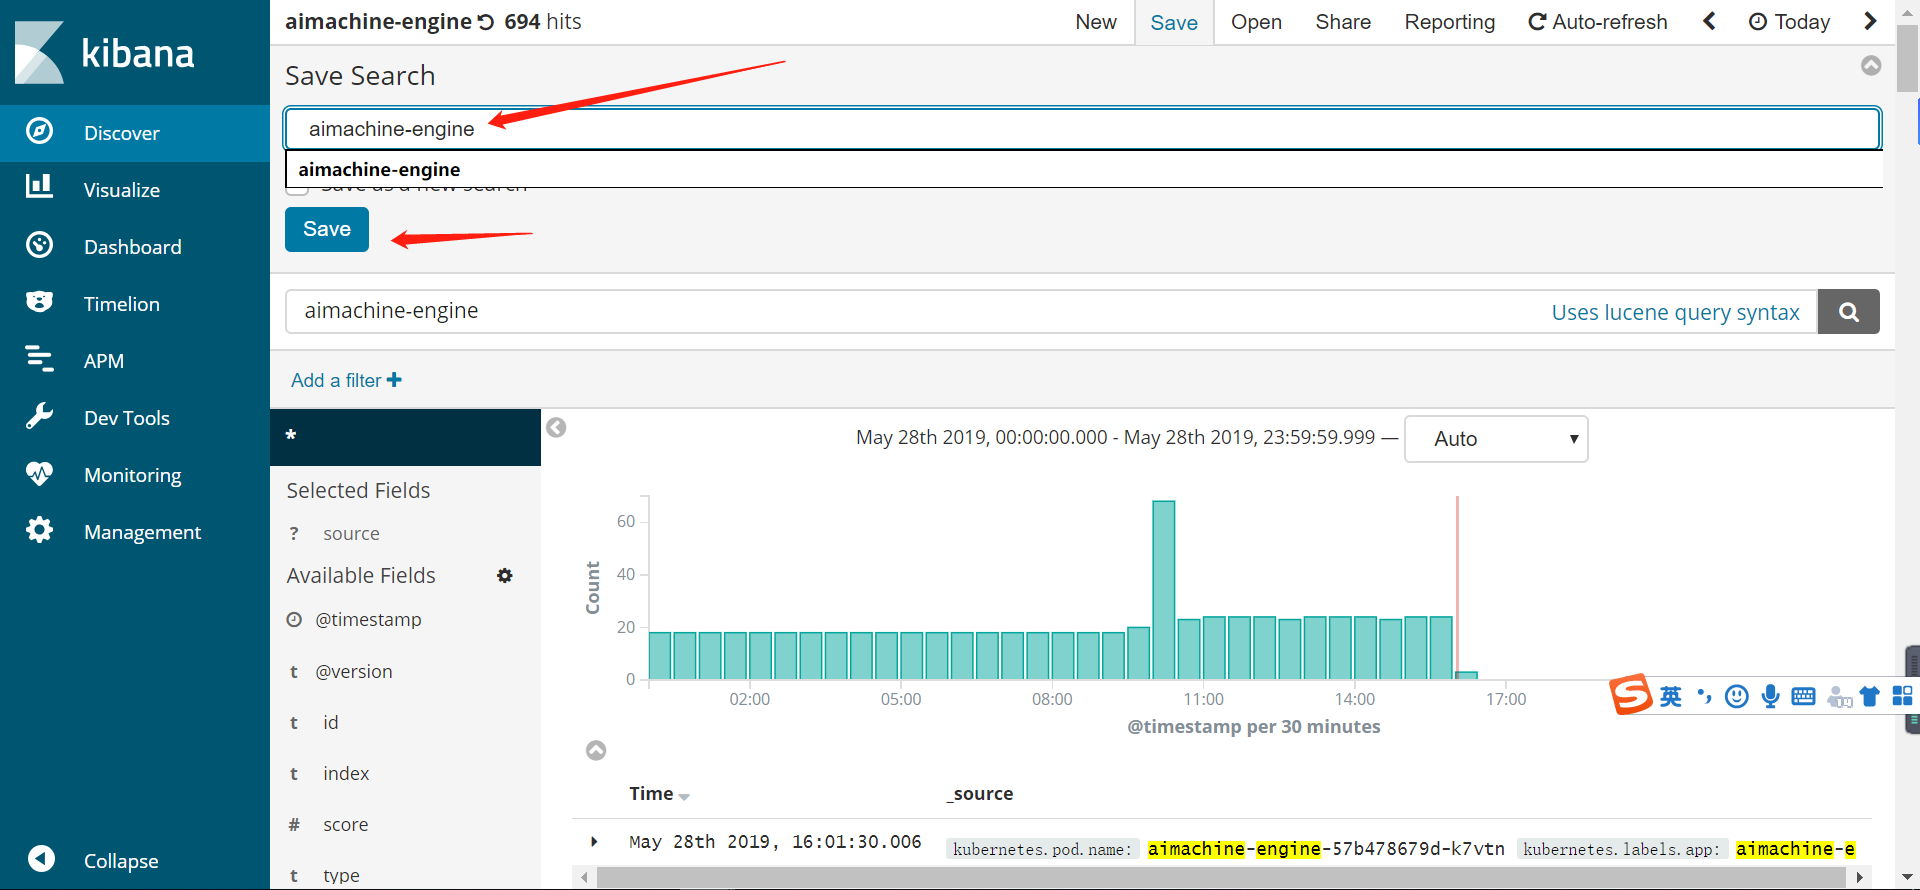 kibana
Discover
Visualize
Dashboard
Timelion
APM
Dev Tools
Monitoring
Management
Collapse
aimachine-engine 694 hits
New Save Open Share Reporting Auto-refresh Today
Save Search
aimachine-engine
aimachine-engine
Save as a new search
Save
aimachine-engine Uses lucene query syntax
Add a filter
*
Selected Fields
? source
Available Fields
@timestamp
t @version
t id
t index
# score
t type
May 28th 2019, 00:00:00.000 - May 28th 2019, 23:59:59.999 — Auto
Count
60
40
20
0
02:00 05:00 08:00 11:00 14:00 17:00
@timestamp per 30 minutes
英
Time _source
May 28th 2019, 16:01:30.006 kubernetes.pod.name: aimachine-engine-57b478679d-k7vtn kubernetes.labels.app: aimachine-e